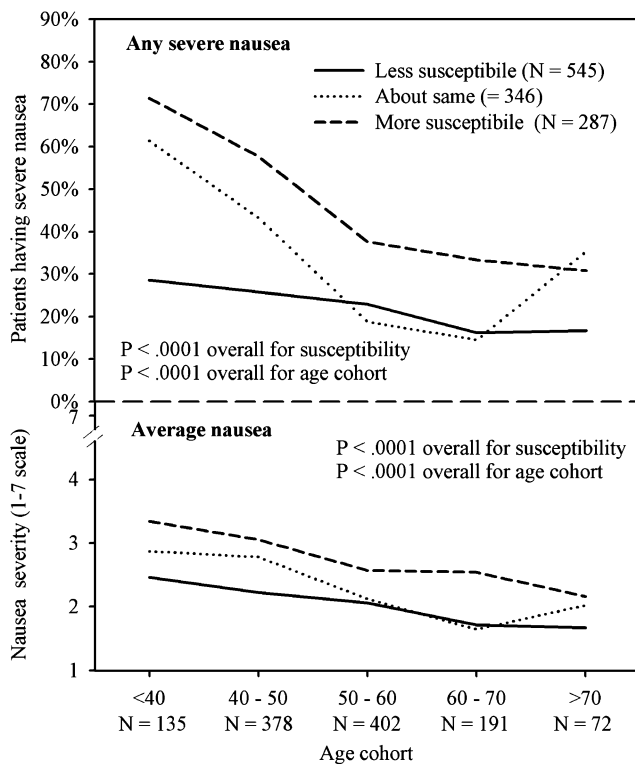 90%
80%
70%
60%
50%
40%
30%
20%
10%
0%
Patients having severe nausea
Any severe nausea
Less susceptibile (N = 545)
About same (= 346)
More susceptibile (N = 287)
P < .0001 overall for susceptibility
P < .0001 overall for age cohort
7
4
3
2
1
Nausea severity (1-7 scale)
Average nausea
P < .0001 overall for susceptibility
P < .0001 overall for age cohort
<40 40 - 50 50 - 60 60 - 70 >70
N = 135 N = 378 N = 402 N = 191 N = 72
Age cohort